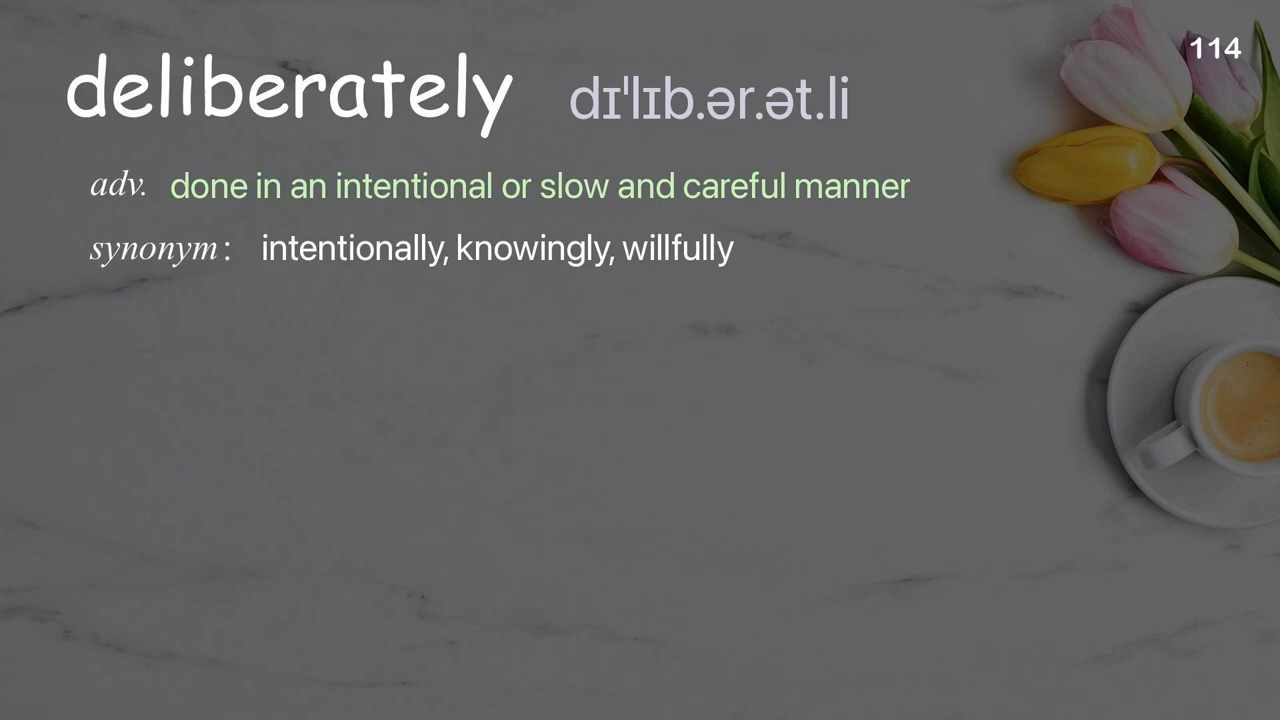 114
deliberately dɪˈlɪb.ər.ət.li
adv. done in an intentional or slow and careful manner
synonym: intentionally, knowingly, willfully